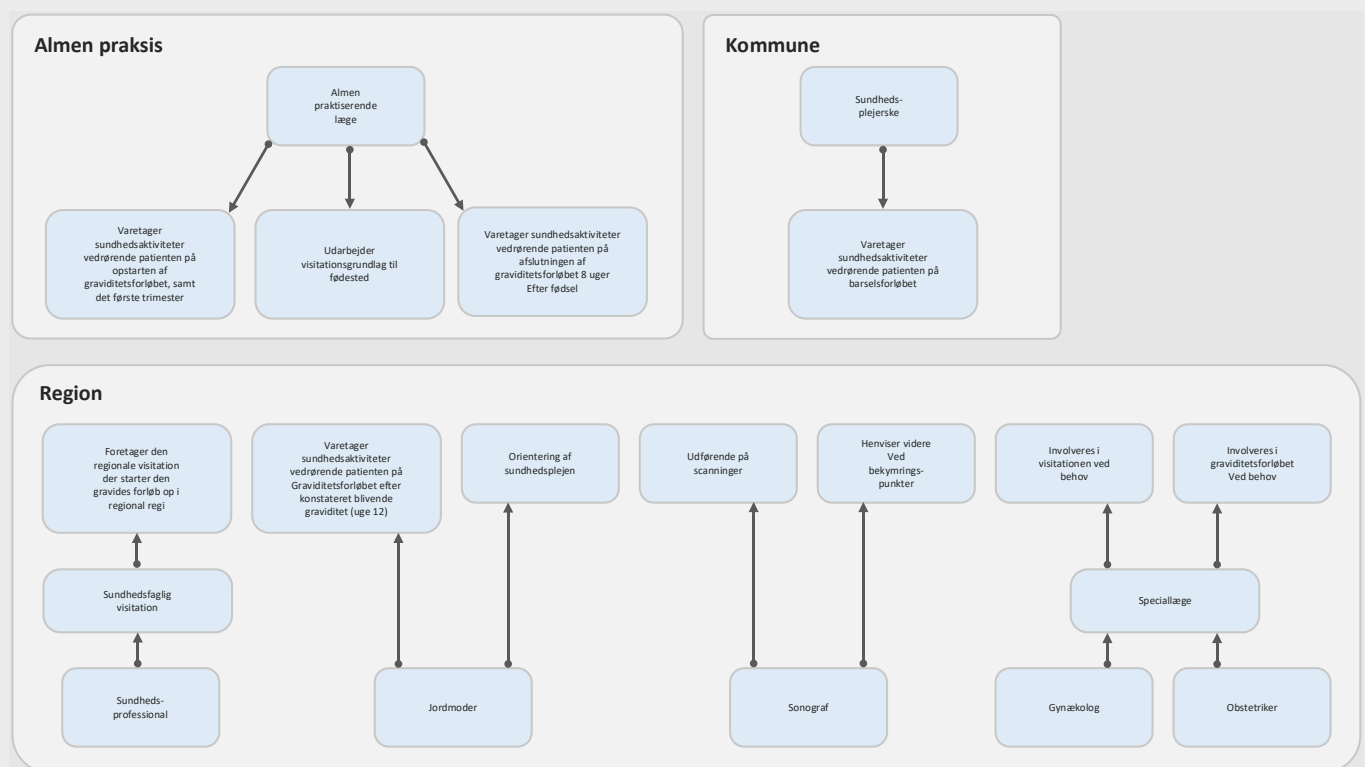 Almen praksis
Almen
praktiserende
læge
Varetager
sundhedsaktiviteter
vedrørende patienten på
opstarten af
graviditetsforløbet, samt
det første trimester
Udarbejder
visitationsgrundlag til
fødested
Varetager sundhedsaktiviteter
vedrørende patienten på
afslutningen af
graviditetsforløbet 8 uger
Efter fødsel
Kommune
Sundheds-
plejerske
Varetager
sundhedsaktiviteter
vedrørende patienten på
barselsforløbet
Region
Foretager den
regionale visitation
der starter den
gravides forløb op i
regional regi
Varetager
sundhedsaktiviteter
vedrørende patienten på
Graviditetsforløbet efter
konstateret blivende
graviditet (uge 12)
Orientering af
sundhedsplejen
Udførende på
scanninger
Henviser videre
Ved
bekymrings-
punkter
Involveres i
visitationen ved
behov
Involveres i
graviditetsforløbet
Ved behov
Sundhedsfaglig
visitation
Speciallæge
Sundheds-
professional
Jordmoder
Sonograf
Gynækolog
Obstetriker